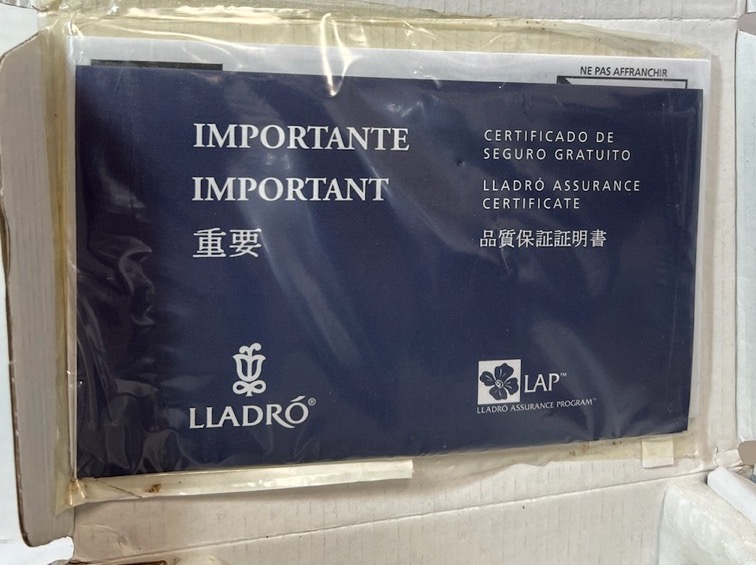 NE PAS AFFRANCHIR
IMPORTANTE
IMPORTANT
重要
CERTIFICADO DE
SEGURO GRATUITO
LLADRÓ ASSURANCE
CERTIFICATE
品質保証証明書
LLADRÓ®
LAP™
LLADRÓ ASSURANCE PROGRAM™